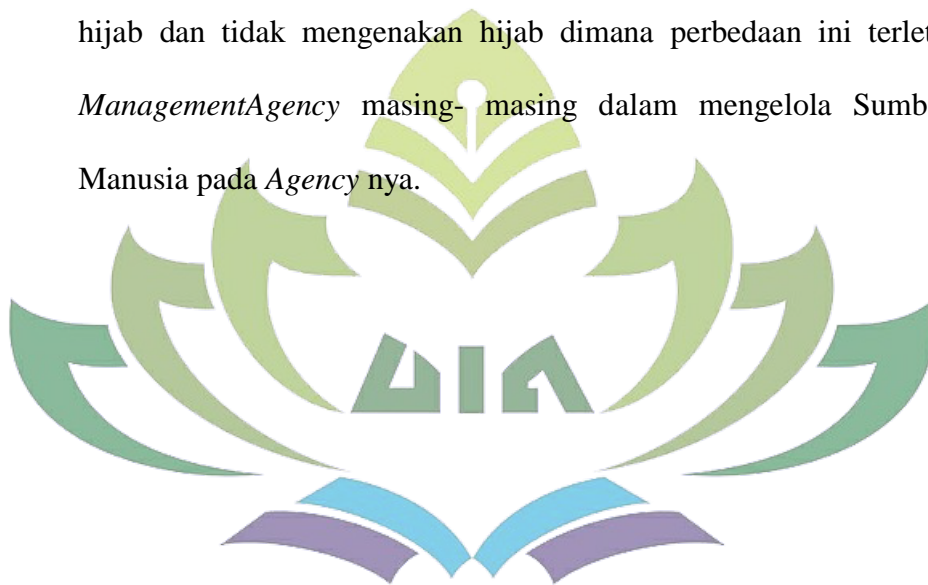 hijab dan tidak mengenakan hijab dimana perbedaan ini terlet
ManagementAgency masing- masing dalam mengelola Sumb
Manusia pada Agency nya.
UIN